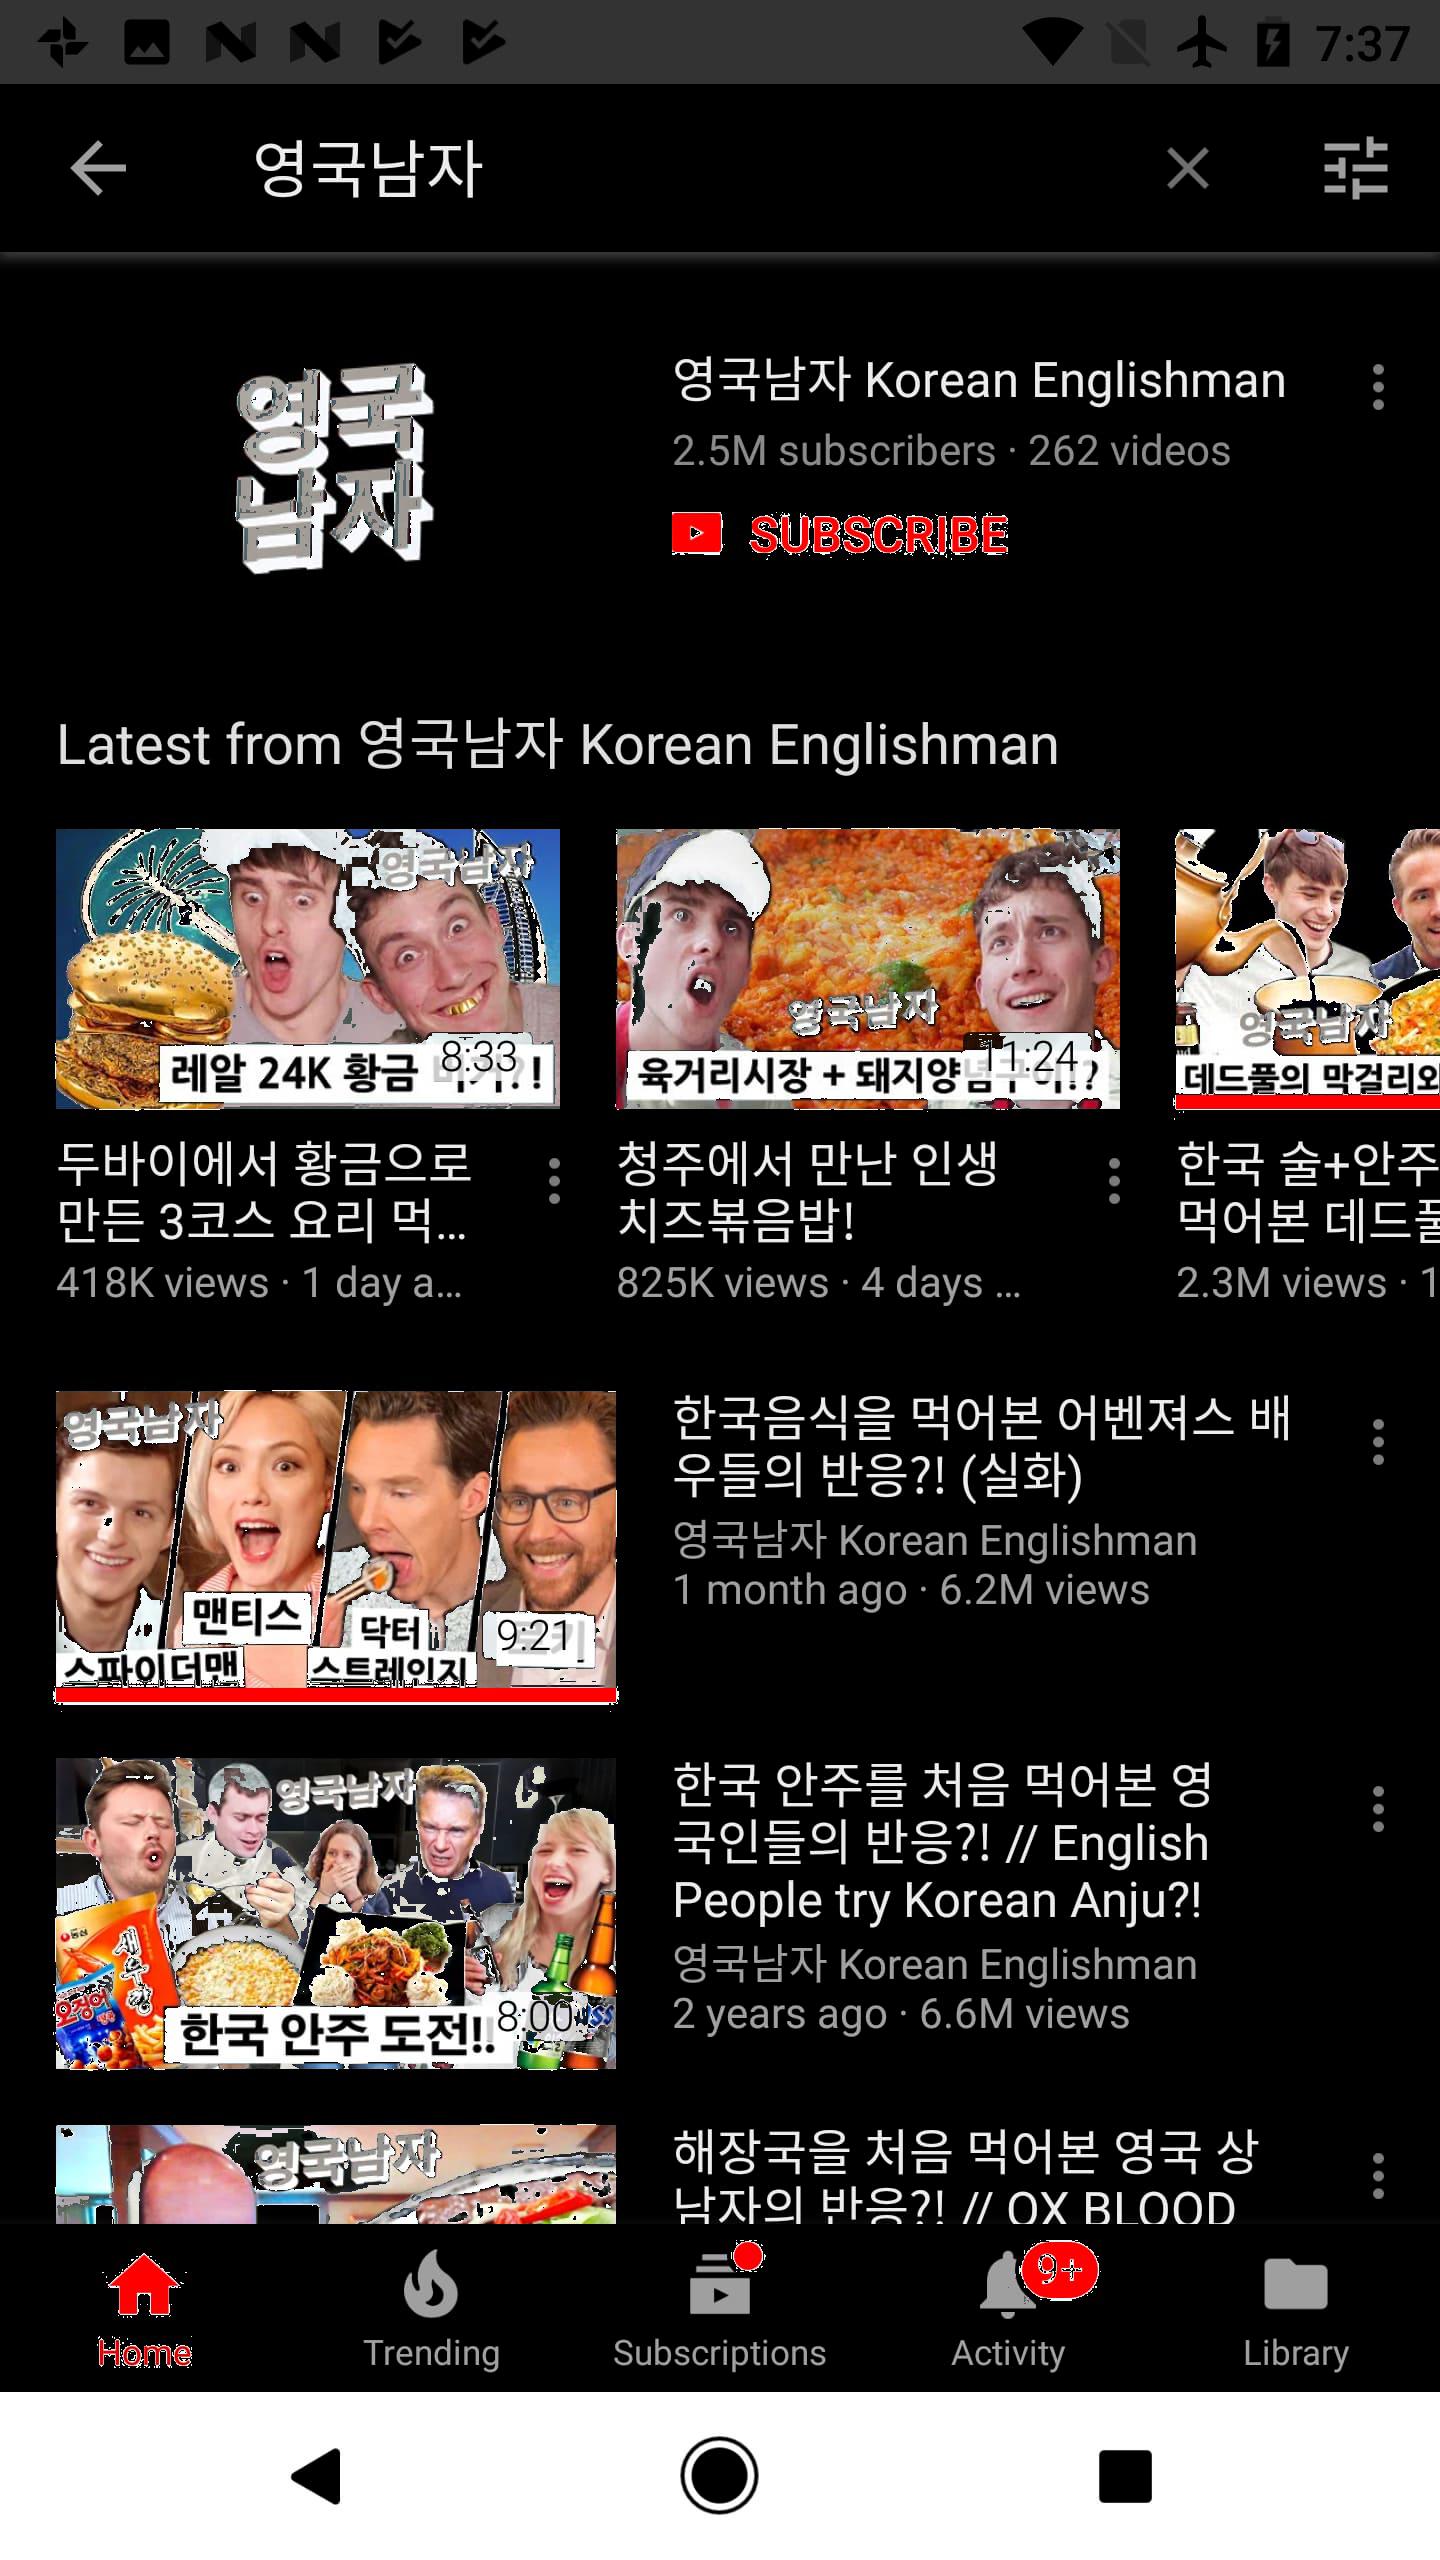 7:37
영국남자
영국
남자
영국남자 Korean Englishman
2.5M subscribers · 262 videos
SUBSCRIBE
Latest from 영국남자 Korean Englishman
영국남자
8:33
레알 24K 황금
영국남자
11:24
육거리시장 + 돼지양념구이!?
영국남자
데드풀의 막걸리와
두바이에서 황금으로
만든 3코스 요리 먹...
418K views · 1 day a...
청주에서 만난 인생
치즈볶음밥!
825K views · 4 days ...
한국 술+안주
먹어본 데드풀
2.3M views · 1
영국남자
맨티스
닥터
스트레인지
스파이더맨
9:21
한국음식을 먹어본 어벤져스 배
우들의 반응?! (실화)
영국남자 Korean Englishman
1 month ago · 6.2M views
영국남자
새우깡
오징어
한국 안주 도전!!
8:00
한국 안주를 처음 먹어본 영
국인들의 반응?! // English
People try Korean Anju?!
영국남자 Korean Englishman
2 years ago · 6.6M views
영국남자
해장국을 처음 먹어본 영국 상
남자의 반응?! // OX BLOOD
9+
Home
Trending
Subscriptions
Activity
Library